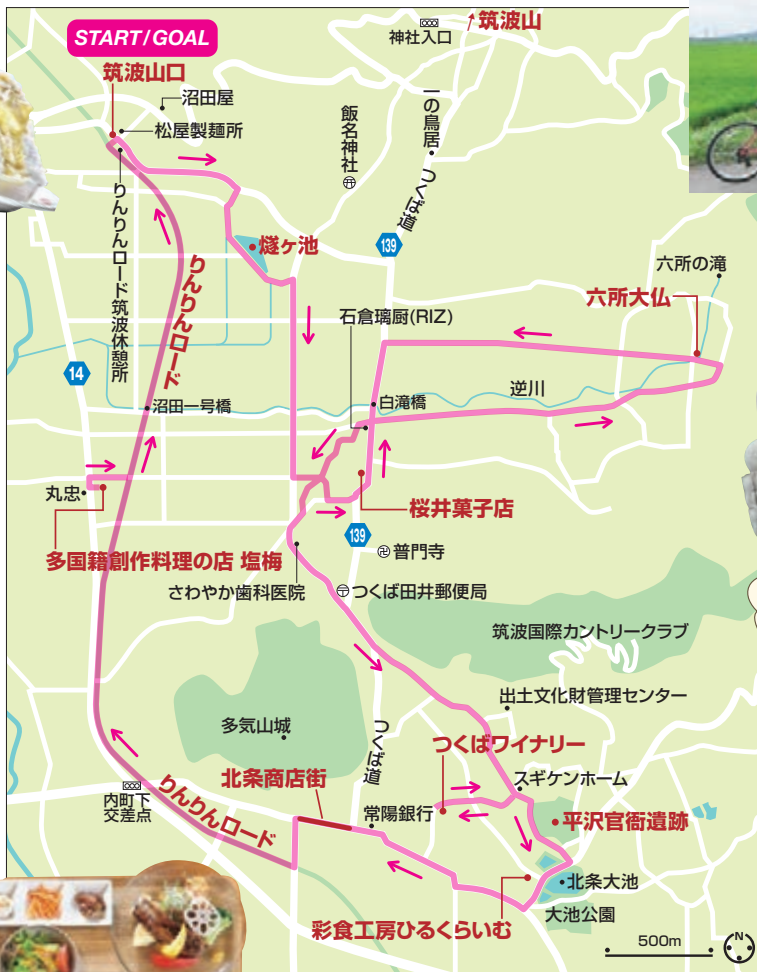 START/GOAL
筑波山口
沼田屋
松屋製麺所
りんりんロード筑波休憩所
神社入口
筑波山
一の鳥居
つくば道
飯名神社
139
燧ヶ池
六所の滝
六所大仏
石倉璃厨(RIZ)
りんりんロード
14
沼田一号橋
白滝橋
逆川
丸忠
多国籍創作料理の店 塩梅
桜井菓子店
139
普門寺
さわやか歯科医院
つくば田井郵便局
筑波国際カントリークラブ
出土文化財管理センター
多気山城
つくば道
つくばワイナリー
スギケンホーム
北条商店街
常陽銀行
平沢官衙遺跡
内町下
交差点
りんりんロード
北条大池
大池公園
彩食工房ひるくらいむ
500m
N